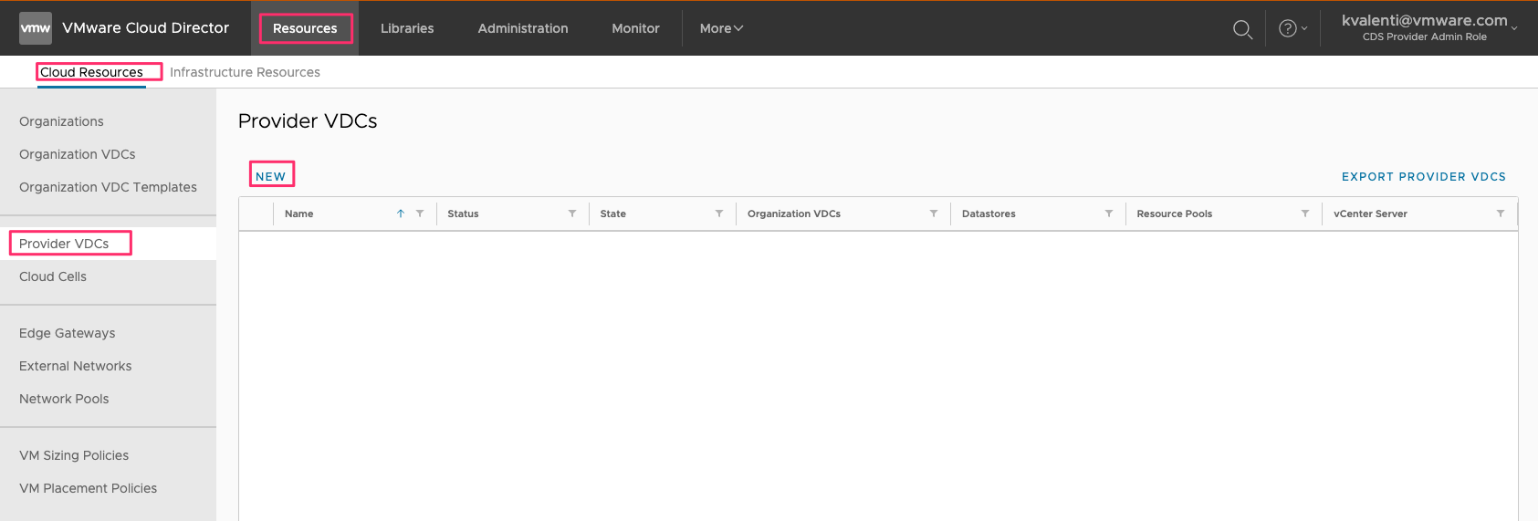 vmw VMware Cloud Director Resources Libraries Administration Monitor More kvalenti@vmware.com
CDS Provider Admin Role
Cloud Resources Infrastructure Resources
Organizations
Organization VDCs
Organization VDC Templates
Provider VDCs
Cloud Cells
Edge Gateways
External Networks
Network Pools
VM Sizing Policies
VM Placement Policies
Provider VDCs
NEW EXPORT PROVIDER VDCS
Name Status State Organization VDCs Datastores Resource Pools vCenter Server